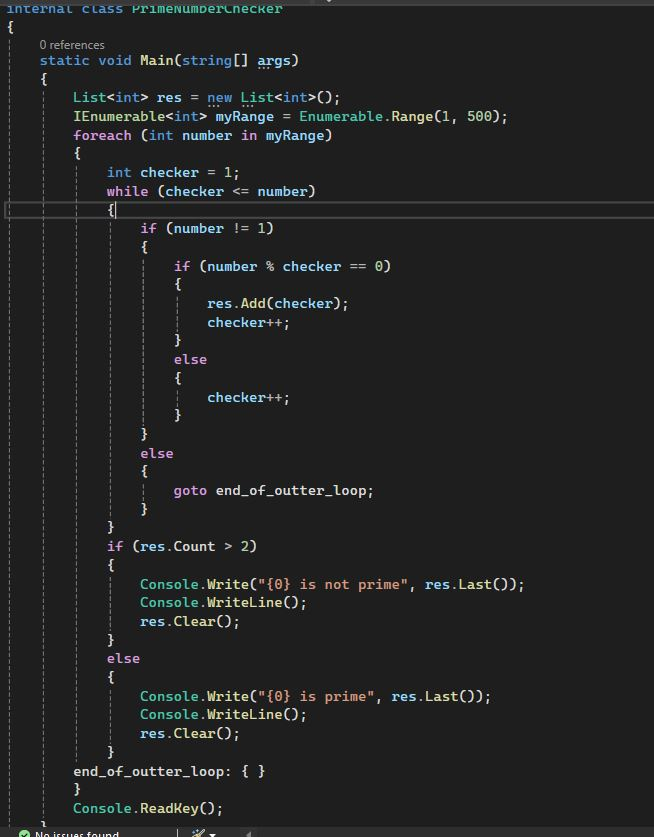 internal class PrimeNumberChecker
{
0 references
static void Main(string[] args)
{
List<int> res = new List<int>();
IEnumerable<int> myRange = Enumerable.Range(1, 500);
foreach (int number in myRange)
{
int checker = 1;
while (checker <= number)
{
if (number != 1)
{
if (number % checker == 0)
{
res.Add(checker);
checker++;
}
else
{
checker++;
}
}
else
{
goto end_of_outter_loop;
}
}
if (res.Count > 2)
{
Console.Write("{0} is not prime", res.Last());
Console.WriteLine();
res.Clear();
}
else
{
Console.Write("{0} is prime", res.Last());
Console.WriteLine();
res.Clear();
}
end_of_outter_loop: { }
}
Console.ReadKey();
}
No issues found